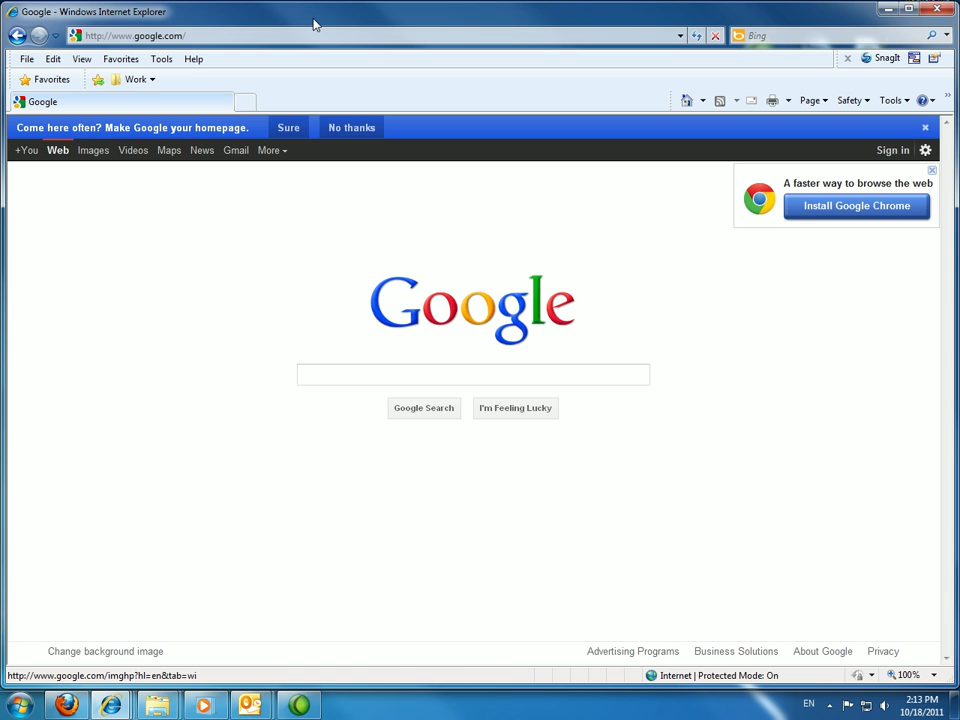 Google - Windows Internet Explorer
http://www.google.com/
Bing
File Edit View Favorites Tools Help
SnagIt
Favorites Work
Google
Page Safety Tools
Come here often? Make Google your homepage. Sure No thanks
+You Web Images Videos Maps News Gmail More Sign in
A faster way to browse the web
Install Google Chrome
Google
Google Search I'm Feeling Lucky
Change background image Advertising Programs Business Solutions About Google Privacy
http://www.google.com/imghp?hl=en&tab=wi Internet | Protected Mode: On 100%
EN 2:13 PM
10/18/2011